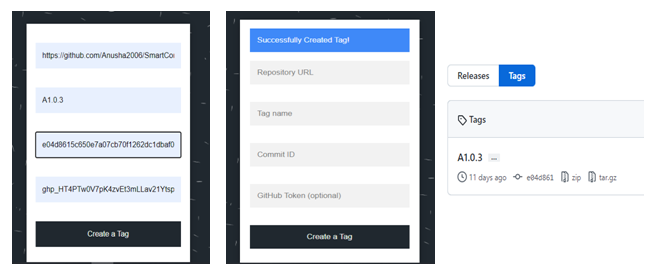 https://github.com/Anusha2006/SmartCon
A1.0.3
e04d8615c650e7a07cb70f1262dc1dbaf0
ghp_HT4PTw0V7pK4zvEt3mLLav21Ytsp
Create a Tag
Successfully Created Tag!
Repository URL
Tag name
Commit ID
GitHub Token (optional)
Create a Tag
Releases Tags
Tags
A1.0.3 ...
11 days ago e04d861 zip tar.gz